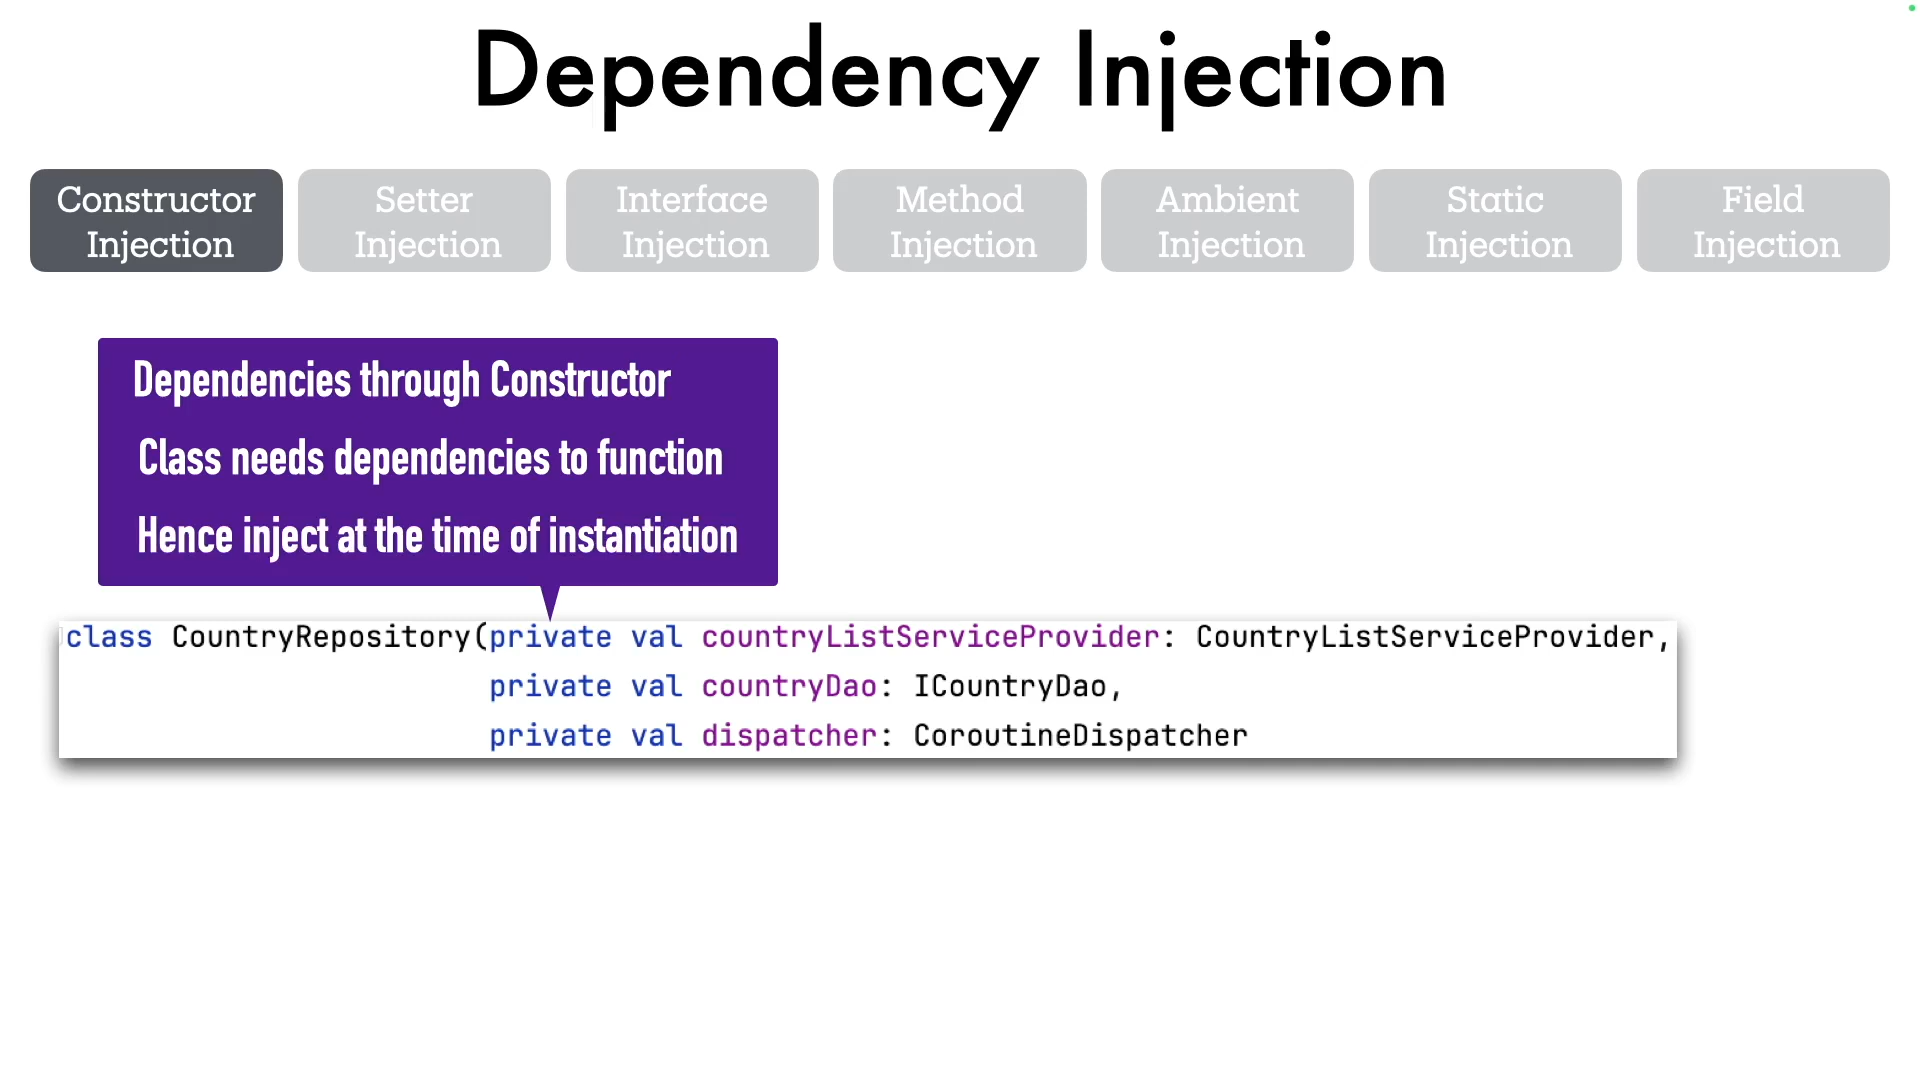 Dependency Injection
Constructor
Injection
Setter
Injection
Interface
Injection
Method
Injection
Ambient
Injection
Static
Injection
Field
Injection
Dependencies through Constructor
Class needs dependencies to function
Hence inject at the time of instantiation
class CountryRepository(private val countryListServiceProvider: CountryListServiceProvider,
private val countryDao: ICountryDao,
private val dispatcher: CoroutineDispatcher